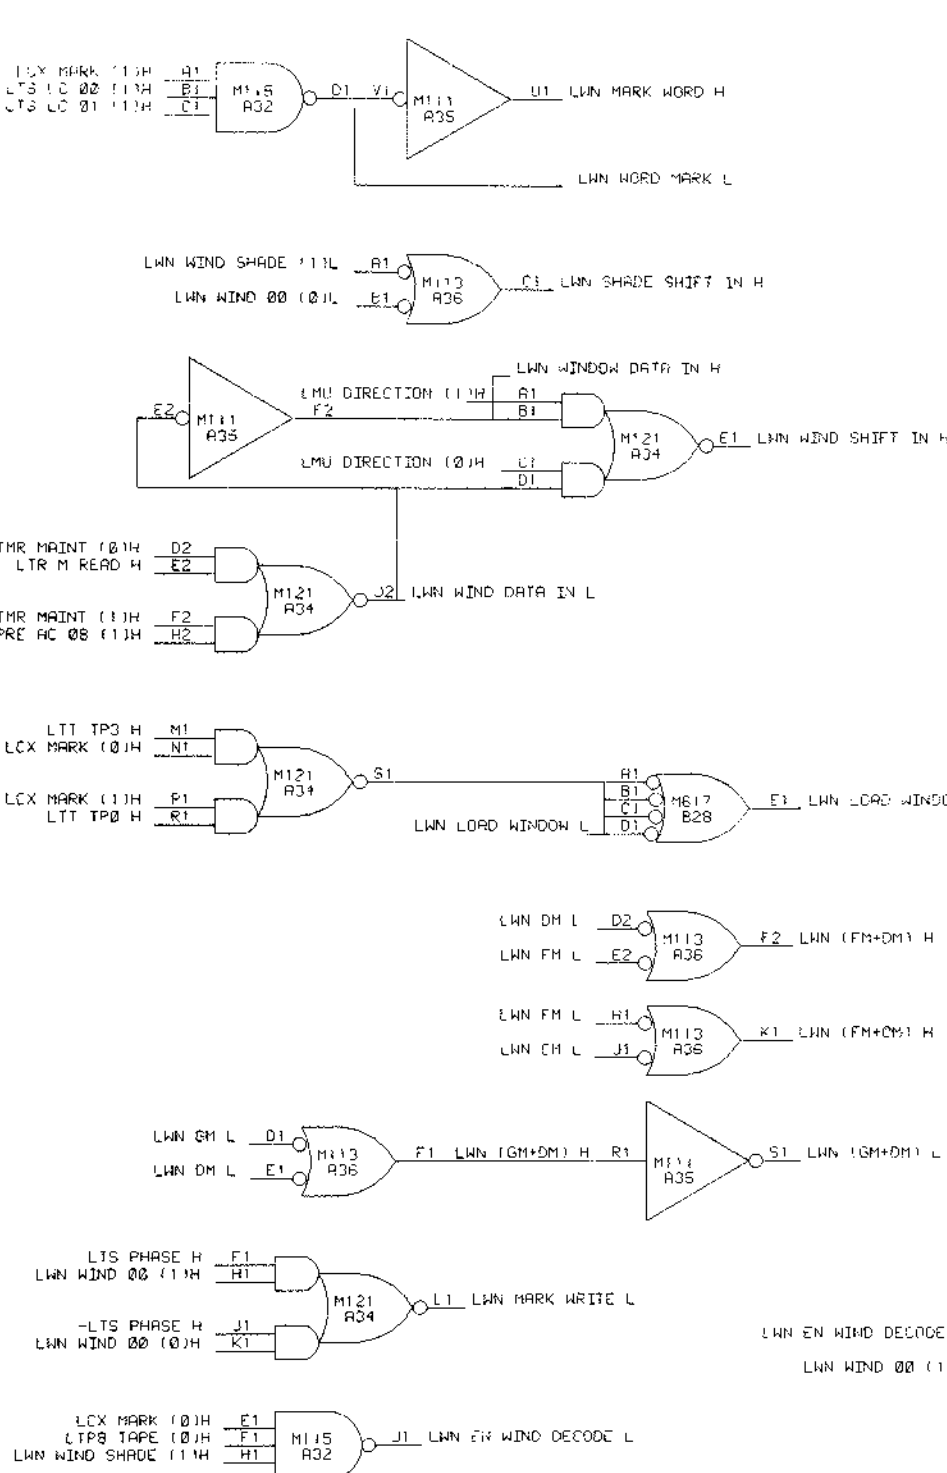 LCX MARK (1)H A1
LTS LC 00 (1)H B1
LTS LC 01 (1)H C1
M115
A32
D1 V1
M111
A35
U1 LWN MARK WORD H
LWN WORD MARK L
LWN WIND SHADE (1)L A1
LWN WIND 00 (0)L B1
M113
A36
C1 LWN SHADE SHIFT IN H
LWN WINDOW DATA IN H
E2
M111
A35
F2
LMU DIRECTION (1)H A1
B1
LMU DIRECTION (0)H C1
D1
M121
A34
E1 LWN WIND SHIFT IN H
TMR MAINT (0)H D2
LTR M READ H E2
TMR MAINT (1)H F2
PRE AC 08 (1)H H2
M121
A34
J2 LWN WIND DATA IN L
LTT TP3 H M1
LCX MARK (0)H N1
LCX MARK (1)H P1
LTT TP0 H R1
M121
A34
S1
LWN LOAD WINDOW L
A1
B1
C1
D1
M617
B28
E1 LWN LOAD WINDO
LWN DM L D2
LWN FM L E2
M113
A36
F2 LWN (FM+DM) H
LWN FM L H1
LWN CM L J1
M113
A36
K1 LWN (FM+CM) H
LWN GM L D1
LWN DM L E1
M113
A36
F1 LWN (GM+DM) H R1
M111
A35
S1 LWN (GM+DM) L
LTS PHASE H F1
LWN WIND 00 (1)H H1
-LTS PHASE H J1
LWN WIND 00 (0)H K1
M121
A34
L1 LWN MARK WRITE L
LWN EN WIND DECODE
LWN WIND 00 (1
LCX MARK (0)H E1
LTP8 TAPE (0)H F1
LWN WIND SHADE (1)H H1
M115
A32
J1 LWN EN WIND DECODE L